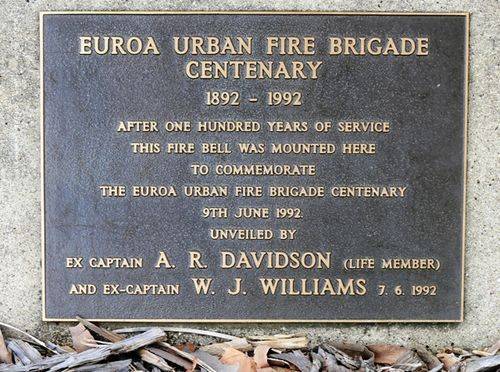 EUROA URBAN FIRE BRIGADE
CENTENARY
1892 - 1992
AFTER ONE HUNDRED YEARS OF SERVICE
THIS FIRE BELL WAS MOUNTED HERE
TO COMMEMORATE
THE EUROA URBAN FIRE BRIGADE CENTENARY
9TH JUNE 1992.
UNVEILED BY
EX CAPTAIN A. R. DAVIDSON (LIFE MEMBER)
AND EX-CAPTAIN W. J. WILLIAMS 7. 6. 1992